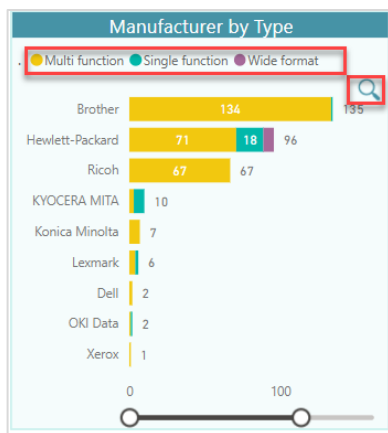 Manufacturer by Type
Multi function Single function Wide format
Brother 134 135
Hewlett-Packard 71 18 96
Ricoh 67 67
KYOCERA MITA 10
Konica Minolta 7
Lexmark 6
Dell 2
OKI Data 2
Xerox 1
0 100